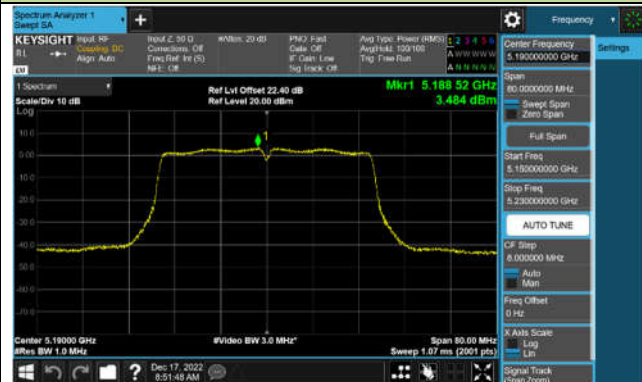 Spectrum Analyzer 1
Swept SA
+
Frequency
KEYSIGHT
Input: RF
Coupling: DC
Align: Auto
Input Z: 50 Ω
Corrections: Off
Freq Ref: Int (S)
NFE: Off
#Atten: 20 dB
PNO: Fast
Gate: Off
IF Gain: Low
Sig Track: Off
Avg Type: Power (RMS)
Avg|Hold: 100/100
Trig: Free Run
1 2 3 4 5 6
A W W W W W
A N N N N N
1 Spectrum
Scale/Div 10 dB
Log
Ref Lvl Offset 22.40 dB
Ref Level 20.00 dBm
Mkr1 5.188 52 GHz
3.484 dBm
1
10.0
0.00
-10.0
-20.0
-30.0
-40.0
-50.0
-60.0
-70.0
Center 5.19000 GHz
#Res BW 1.0 MHz
#Video BW 3.0 MHz*
Span 80.00 MHz
Sweep 1.07 ms (2001 pts)
Dec 17, 2022
8:51:48 AM
Center Frequency
5.190000000 GHz
Settings
Span
80.0000000 MHz
Swept Span
Zero Span
Full Span
Start Freq
5.150000000 GHz
Stop Freq
5.230000000 GHz
AUTO TUNE
CF Step
8.000000 MHz
Auto
Man
Freq Offset
0 Hz
X Axis Scale
Log
Lin
Signal Track
(Span Zoom)